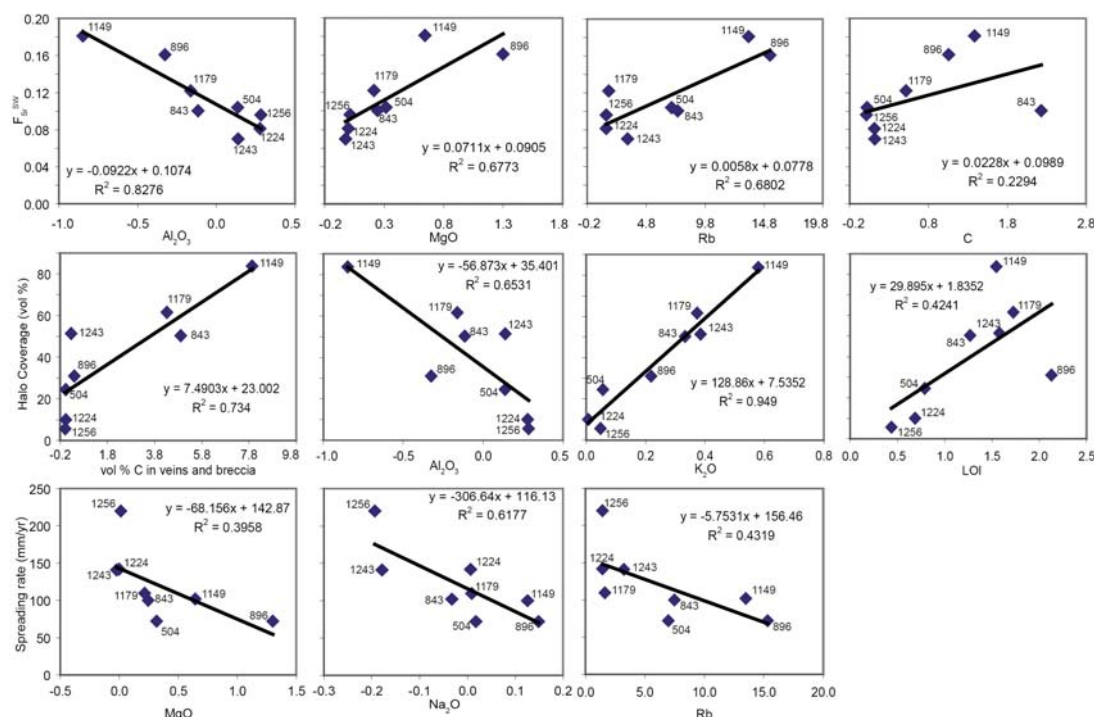 F_Sr^SW
0.20
0.16
0.12
0.08
0.04
0.00
1149
896
1179
843
504
1256
1224
1243
y = -0.0922x + 0.1074
R² = 0.8276
-1.0 -0.5 0.0 0.5
Al₂O₃
1149
896
1179
1256
504
843
1224
1243
y = 0.0711x + 0.0905
R² = 0.6773
-0.2 0.3 0.8 1.3 1.8
MgO
1149
896
1179
1256
504
843
1224
1243
y = 0.0058x + 0.0778
R² = 0.6802
-0.2 4.8 9.8 14.8 19.8
Rb
1149
896
1179
504
843
1256
1224
1243
y = 0.0228x + 0.0989
R² = 0.2294
-0.2 0.8 1.8 2.8
C
Halo Coverage (vol %)
80
60
40
20
0
1149
1179
1243
843
896
504
1224
1256
y = 7.4903x + 23.002
R² = 0.734
-0.2 1.8 3.8 5.8 7.8 9.8
vol % C in veins and breccia
1149
y = -56.873x + 35.401
R² = 0.6531
1179
1243
843
896
504
1224
1256
-1.0 -0.5 0.0 0.5
Al₂O₃
1149
1179
843
1243
896
504
1224
1256
y = 128.86x + 7.5352
R² = 0.949
0.0 0.2 0.4 0.6 0.8
K₂O
1149
y = 29.895x + 1.8352
R² = 0.4241
1179
1243
843
896
504
1224
1256
0.0 0.5 1.0 1.5 2.0 2.5
LOI
Spreading rate (mm/yr)
250
200
150
100
50
0
1256
y = -68.156x + 142.87
R² = 0.3958
1224
1243
1179
843
1149
504
896
-0.5 0.0 0.5 1.0 1.5
MgO
y = -306.64x + 116.13
R² = 0.6177
1256
1243
1224
1179
843
1149
504
896
-0.3 -0.2 -0.1 0.0 0.1 0.2
Na₂O
1256
y = -5.7531x + 156.46
R² = 0.4319
1224
1243
1179
843
1149
504
896
0.0 5.0 10.0 15.0 20.0
Rb